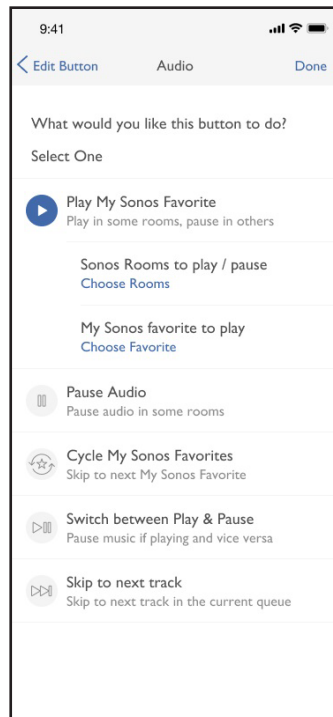 9:41
Edit Button
Audio
Done
What would you like this button to do?
Select One
Play My Sonos Favorite
Play in some rooms, pause in others
Sonos Rooms to play / pause
Choose Rooms
My Sonos favorite to play
Choose Favorite
Pause Audio
Pause audio in some rooms
Cycle My Sonos Favorites
Skip to next My Sonos Favorite
Switch between Play & Pause
Pause music if playing and vice versa
Skip to next track
Skip to next track in the current queue